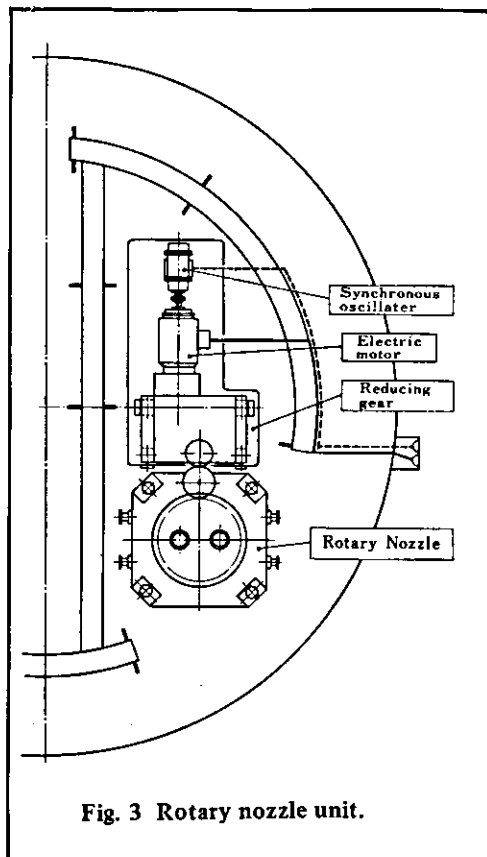 Synchronous
oscillater
Electric
motor
Reducing
gear
Rotary Nozzle
Fig. 3 Rotary nozzle unit.